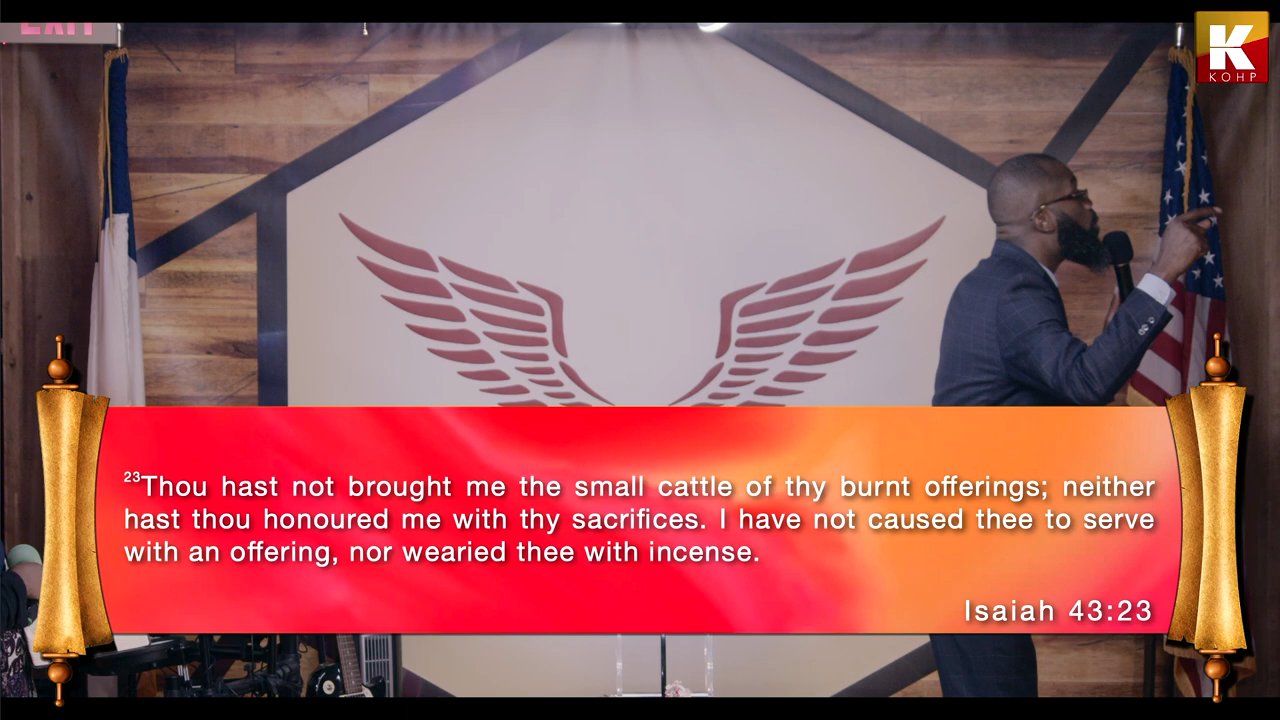 EXIT
K
KOHP
23Thou hast not brought me the small cattle of thy burnt offerings; neither
hast thou honoured me with thy sacrifices. I have not caused thee to serve
with an offering, nor wearied thee with incense.
Isaiah 43:23